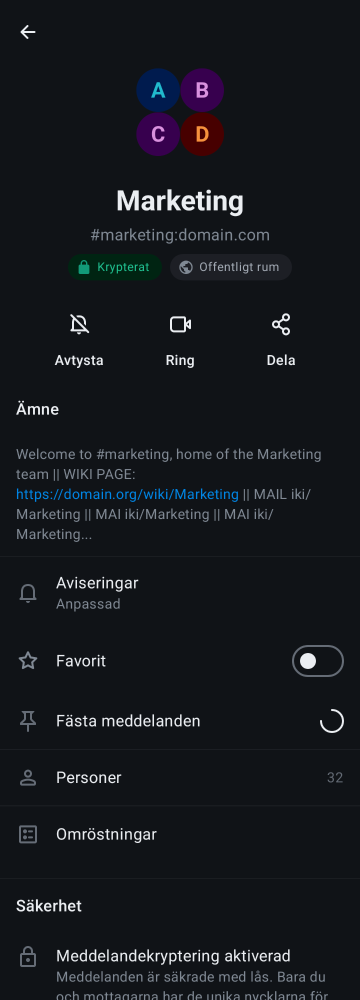 A
B
C
D
Marketing
#marketing:domain.com
Krypterat
Offentligt rum
Avtysta
Ring
Dela
Ämne
Welcome to #marketing, home of the Marketing
team || WIKI PAGE:
https://domain.org/wiki/Marketing || MAIL iki/
Marketing || MAI iki/Marketing || MAI iki/
Marketing...
Aviseringar
Anpassad
Favorit
Fästa meddelanden
Personer
32
Omröstningar
Säkerhet
Meddelandekryptering aktiverad
Meddelanden är säkrade med lås. Bara du
och mottagarna har de unika nycklarna för